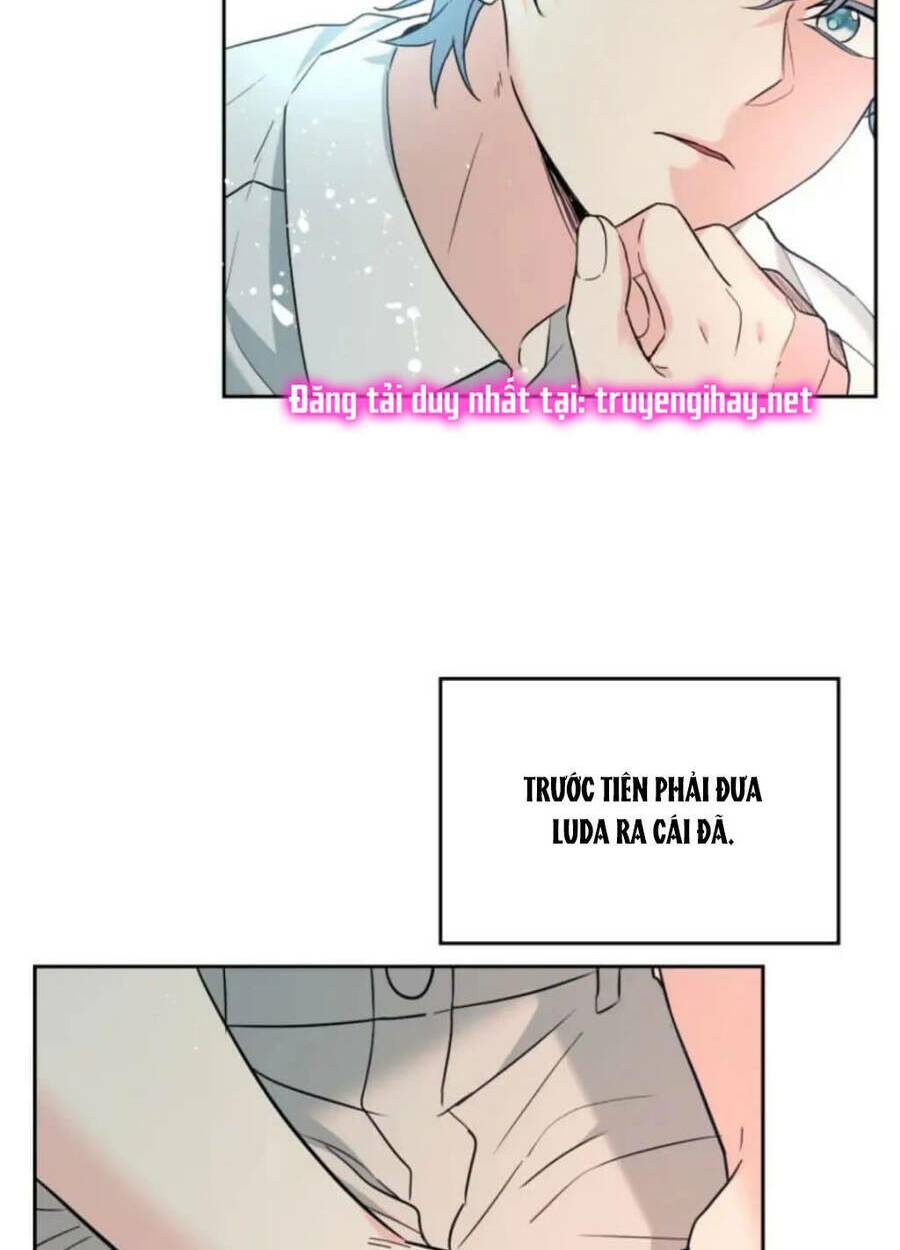 Đăng tải duy nhất tại: truyengihay.net
TRƯỚC TIÊN PHẢI ĐƯA
LUDA RA CÁI ĐÃ.